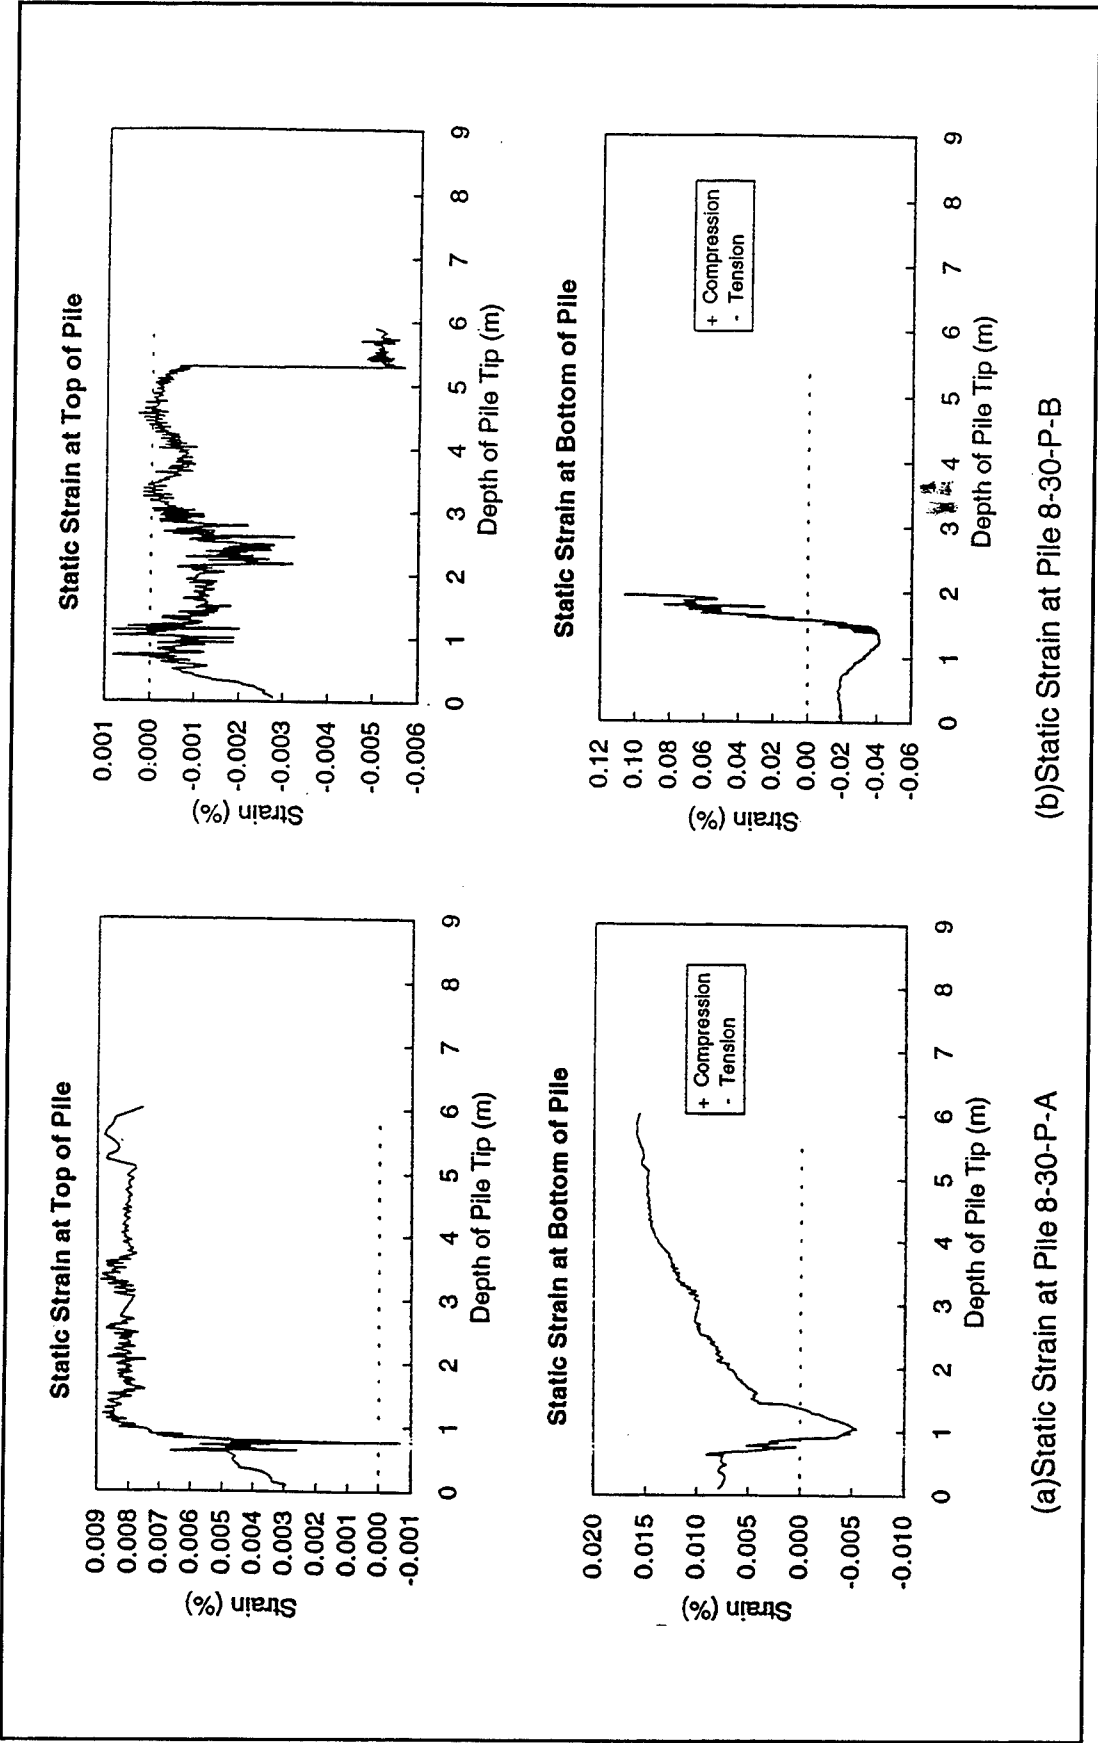 Static Strain at Top of Pile
0.009
0.008
0.007
0.006
0.005
0.004
0.003
0.002
0.001
0.000
-0.001
Strain (%)
0 1 2 3 4 5 6 7 8 9
Depth of Pile Tip (m)
Static Strain at Bottom of Pile
0.020
0.015
0.010
0.005
0.000
-0.005
-0.010
Strain (%)
+ Compression
- Tension
0 1 2 3 4 5 6 7 8 9
Depth of Pile Tip (m)
(a)Static Strain at Pile 8-30-P-A
Static Strain at Top of Pile
0.001
0.000
-0.001
-0.002
-0.003
-0.004
-0.005
-0.006
Strain (%)
0 1 2 3 4 5 6 7 8 9
Depth of Pile Tip (m)
Static Strain at Bottom of Pile
0.12
0.10
0.08
0.06
0.04
0.02
0.00
-0.02
-0.04
-0.06
Strain (%)
+ Compression
- Tension
0 1 2 3 4 5 6 7 8 9
Depth of Pile Tip (m)
(b)Static Strain at Pile 8-30-P-B